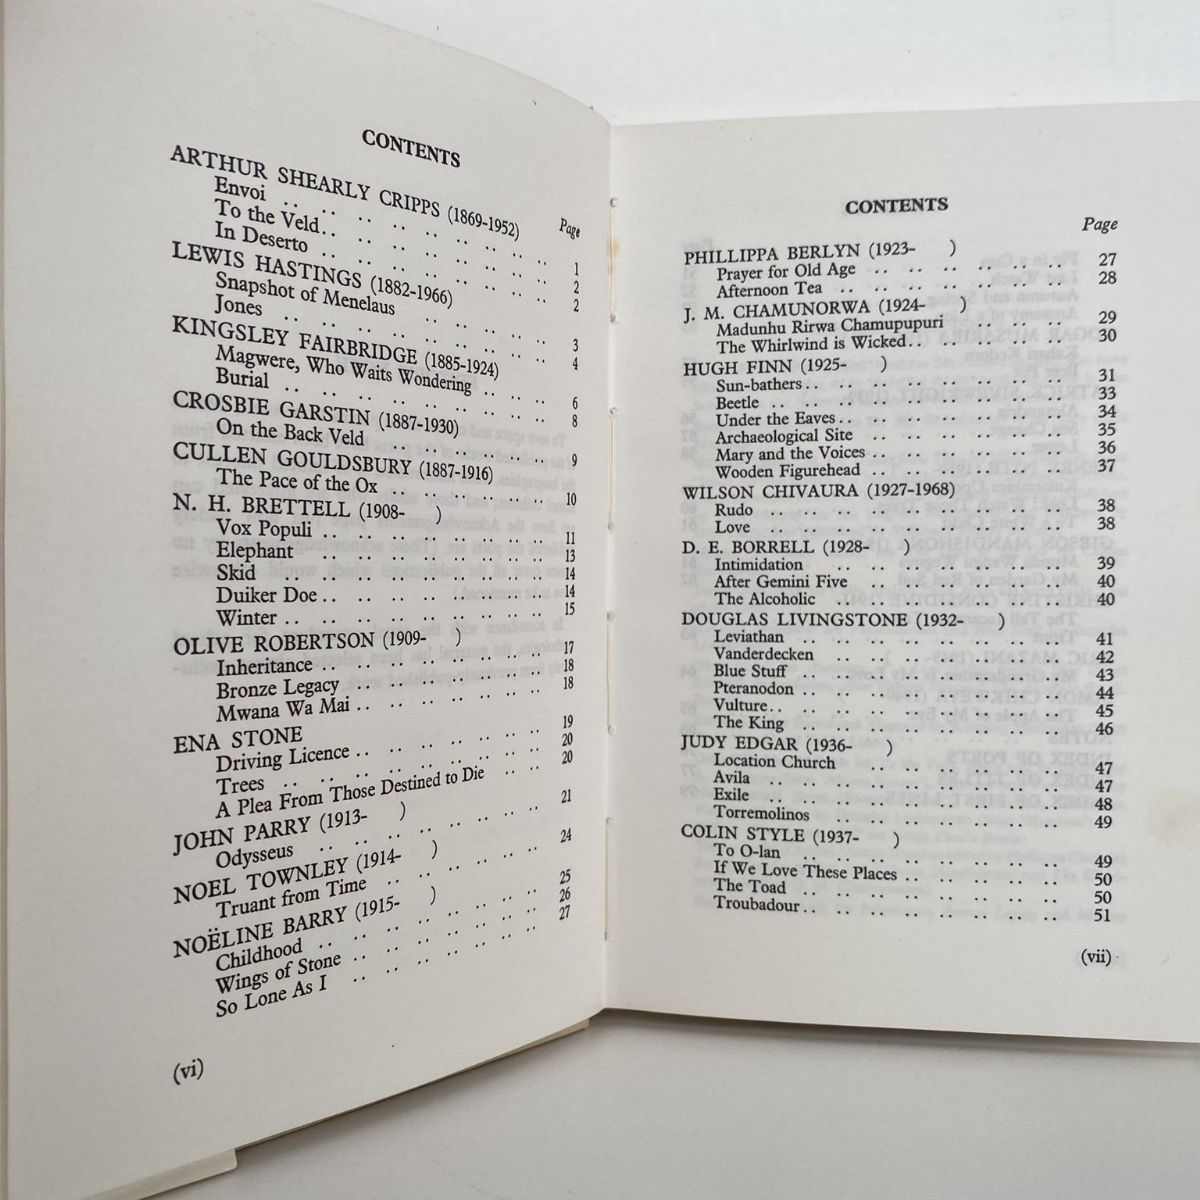 CONTENTS
Page
ARTHUR SHEARLY CRIPPS (1869-1952)
Envoi .. .. .. .. .. .. .. 1
To the Veld.. .. .. .. .. .. .. 2
In Deserto .. .. .. .. .. .. .. 2
LEWIS HASTINGS (1882-1966)
Snapshot of Menelaus .. .. .. .. 3
Jones .. .. .. .. .. .. .. .. 4
KINGSLEY FAIRBRIDGE (1885-1924)
Magwere, Who Waits Wondering .. .. .. 6
Burial .. .. .. .. .. .. .. .. 8
CROSBIE GARSTIN (1887-1930)
On the Back Veld .. .. .. .. .. .. 9
CULLEN GOULDSBURY (1887-1916)
The Pace of the Ox .. .. .. .. .. 10
N. H. BRETTELL (1908- )
Vox Populi .. .. .. .. .. .. .. 11
Elephant .. .. .. .. .. .. .. 13
Skid .. .. .. .. .. .. .. .. 14
Duiker Doe .. .. .. .. .. .. .. 14
Winter .. .. .. .. .. .. .. .. 15
OLIVE ROBERTSON (1909- )
Inheritance .. .. .. .. .. .. .. 17
Bronze Legacy .. .. .. .. .. .. 18
Mwana Wa Mai .. .. .. .. .. .. 18
ENA STONE
Driving Licence .. .. .. .. .. .. 19
Trees .. .. .. .. .. .. .. .. 20
A Plea From Those Destined to Die .. .. 20
JOHN PARRY (1913- )
Odysseus .. .. .. .. .. .. .. 21
NOEL TOWNLEY (1914- )
Truant from Time .. .. .. .. .. 24
NOËLINE BARRY (1915- )
Childhood .. .. .. .. .. .. .. 25
Wings of Stone .. .. .. .. .. .. 26
So Lone As I .. .. .. .. .. .. 27
(vi)
CONTENTS
Page
PHILLIPPA BERLYN (1923- )
Prayer for Old Age .. .. .. .. .. .. 27
Afternoon Tea .. .. .. .. .. .. .. 28
J. M. CHAMUNORWA (1924- )
Madunhu Rirwa Chamupupuri .. .. .. .. 29
The Whirlwind is Wicked.. .. .. .. .. 30
HUGH FINN (1925- )
Sun-bathers.. .. .. .. .. .. .. .. 31
Beetle .. .. .. .. .. .. .. .. .. 33
Under the Eaves.. .. .. .. .. .. .. 34
Archaeological Site .. .. .. .. .. .. 35
Mary and the Voices .. .. .. .. .. .. 36
Wooden Figurehead .. .. .. .. .. .. 37
WILSON CHIVAURA (1927-1968)
Rudo .. .. .. .. .. .. .. .. .. 38
Love .. .. .. .. .. .. .. .. .. 38
D. E. BORRELL (1928- )
Intimidation .. .. .. .. .. .. .. .. 39
After Gemini Five .. .. .. .. .. .. 40
The Alcoholic .. .. .. .. .. .. .. 40
DOUGLAS LIVINGSTONE (1932- )
Leviathan .. .. .. .. .. .. .. .. 41
Vanderdecken .. .. .. .. .. .. .. 42
Blue Stuff .. .. .. .. .. .. .. .. 43
Pteranodon .. .. .. .. .. .. .. .. 44
Vulture.. .. .. .. .. .. .. .. .. 45
The King .. .. .. .. .. .. .. .. 46
JUDY EDGAR (1936- )
Location Church .. .. .. .. .. .. .. 47
Avila .. .. .. .. .. .. .. .. .. 47
Exile .. .. .. .. .. .. .. .. .. 48
Torremolinos .. .. .. .. .. .. .. 49
COLIN STYLE (1937- )
To O-lan .. .. .. .. .. .. .. .. 49
If We Love These Places .. .. .. .. .. 50
The Toad .. .. .. .. .. .. .. .. 50
Troubadour.. .. .. .. .. .. .. .. 51
(vii)